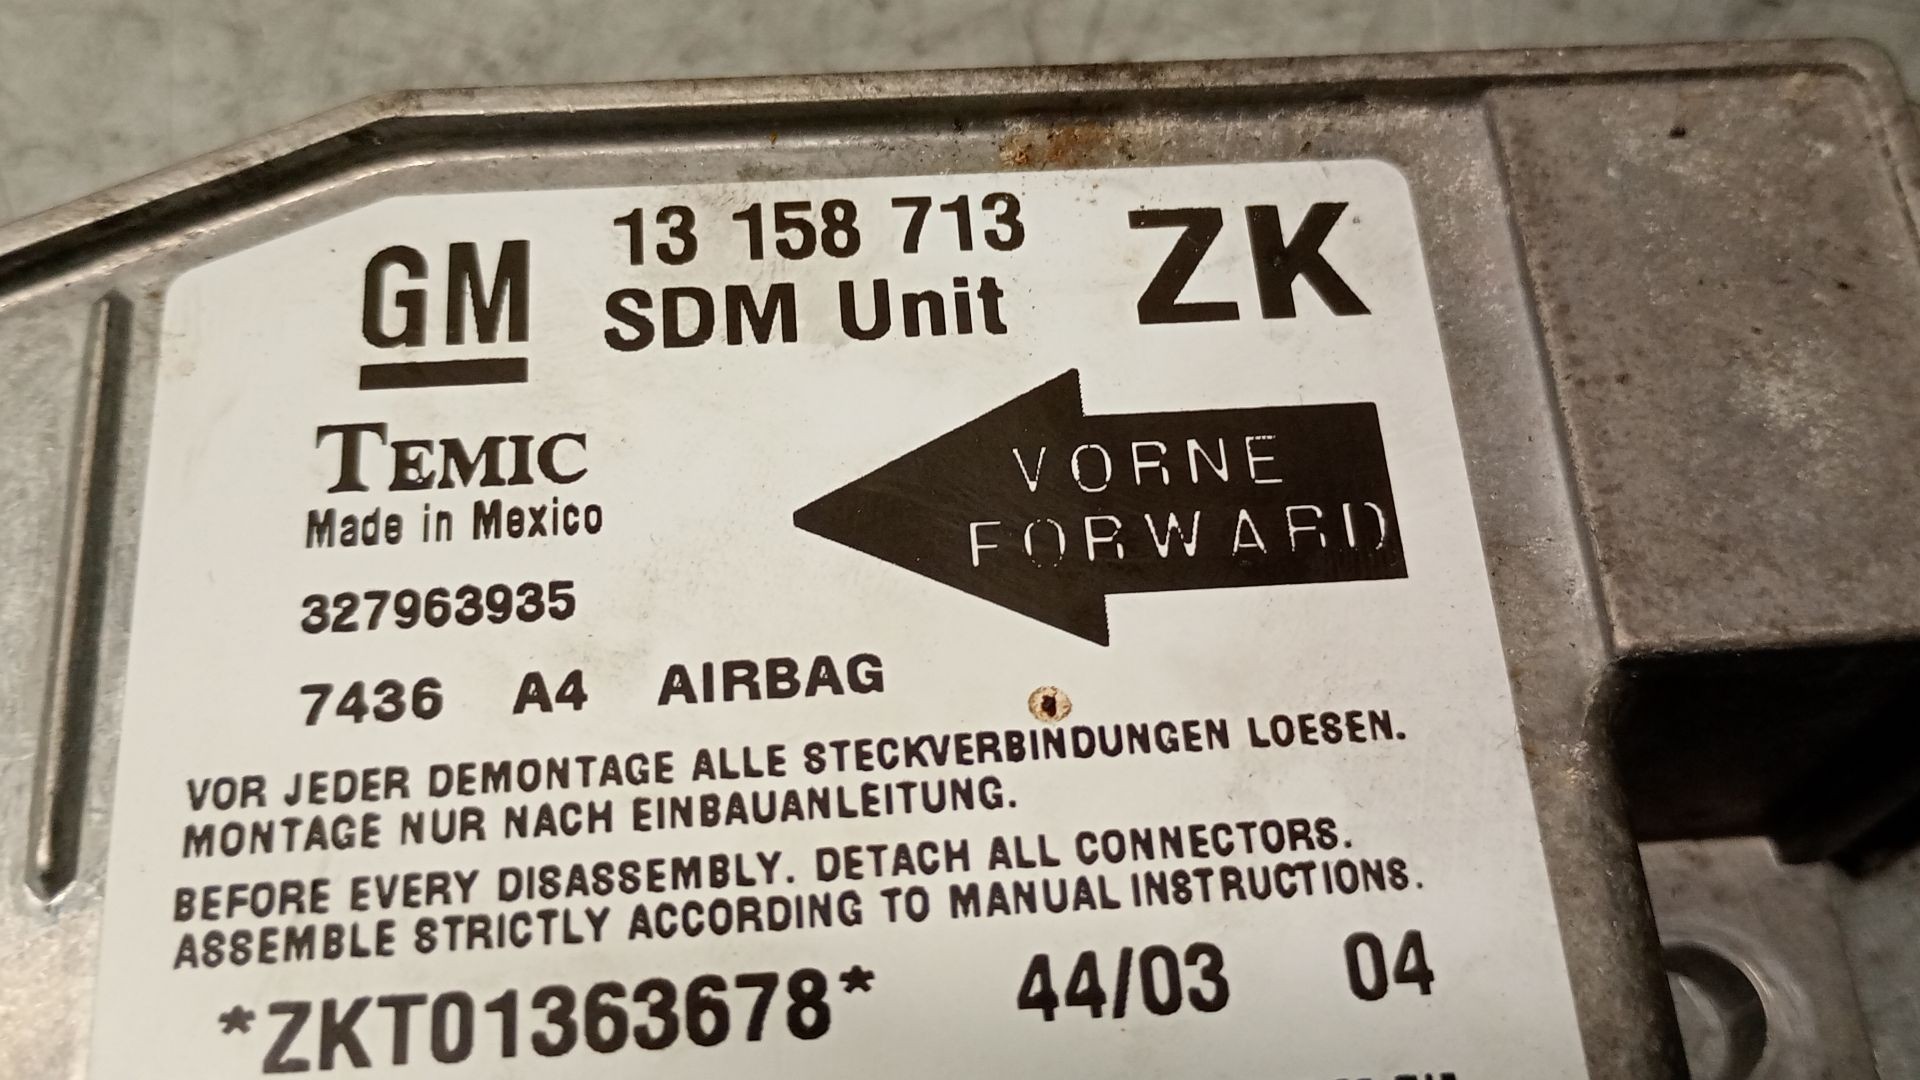 GM 13 158 713 ZK
SDM Unit
TEMIC
Made in Mexico
VORNE
FORWARD
327963935
7436 A4 AIRBAG
VOR JEDER DEMONTAGE ALLE STECKVERBINDUNGEN LOESEN.
MONTAGE NUR NACH EINBAUANLEITUNG.
BEFORE EVERY DISASSEMBLY. DETACH ALL CONNECTORS.
ASSEMBLE STRICTLY ACCORDING TO MANUAL INSTRUCTIONS.
*ZKT01363678* 44/03 04